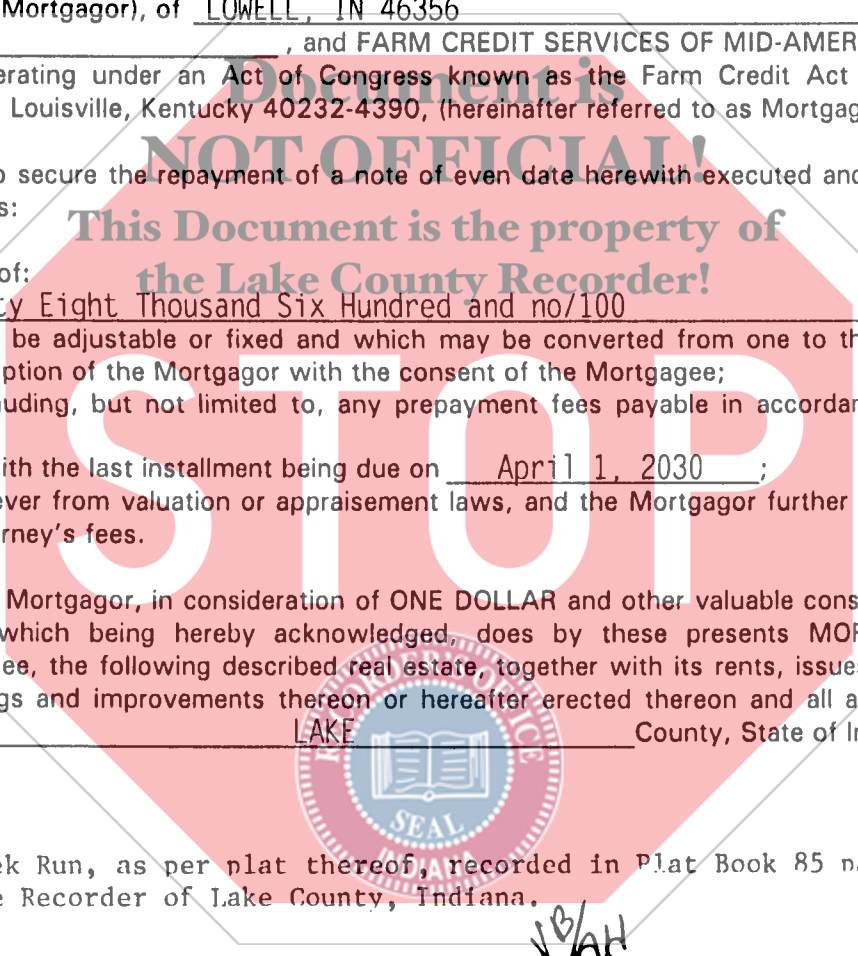 Mortgagor), of LOWELL, IN 46356
, and FARM CREDIT SERVICES OF MID-AMER
erating under an Act of Congress known as the Farm Credit Act
Document is
Louisville, Kentucky 40232-4390, (hereinafter referred to as Mortgag
NOT OFFICIAL!
o secure the repayment of a note of even date herewith executed and
s:
This Document is the property of
of:
the Lake County Recorder!
ty Eight Thousand Six Hundred and no/100
be adjustable or fixed and which may be converted from one to th
ption of the Mortgagor with the consent of the Mortgagee;
luding, but not limited to, any prepayment fees payable in accordan
ith the last installment being due on April 1, 2030 ;
STOP
ever from valuation or appraisement laws, and the Mortgagor further
rney's fees.
Mortgagor, in consideration of ONE DOLLAR and other valuable cons
which being hereby acknowledged, does by these presents MOR
ee, the following described real estate, together with its rents, issues
gs and improvements thereon or hereafter erected thereon and all a
LAKE County, State of In
RECORDER'S OFFICE
SEAL
INDIANA
ek Run, as per plat thereof, recorded in Plat Book 85
e Recorder of Lake County, Indiana.